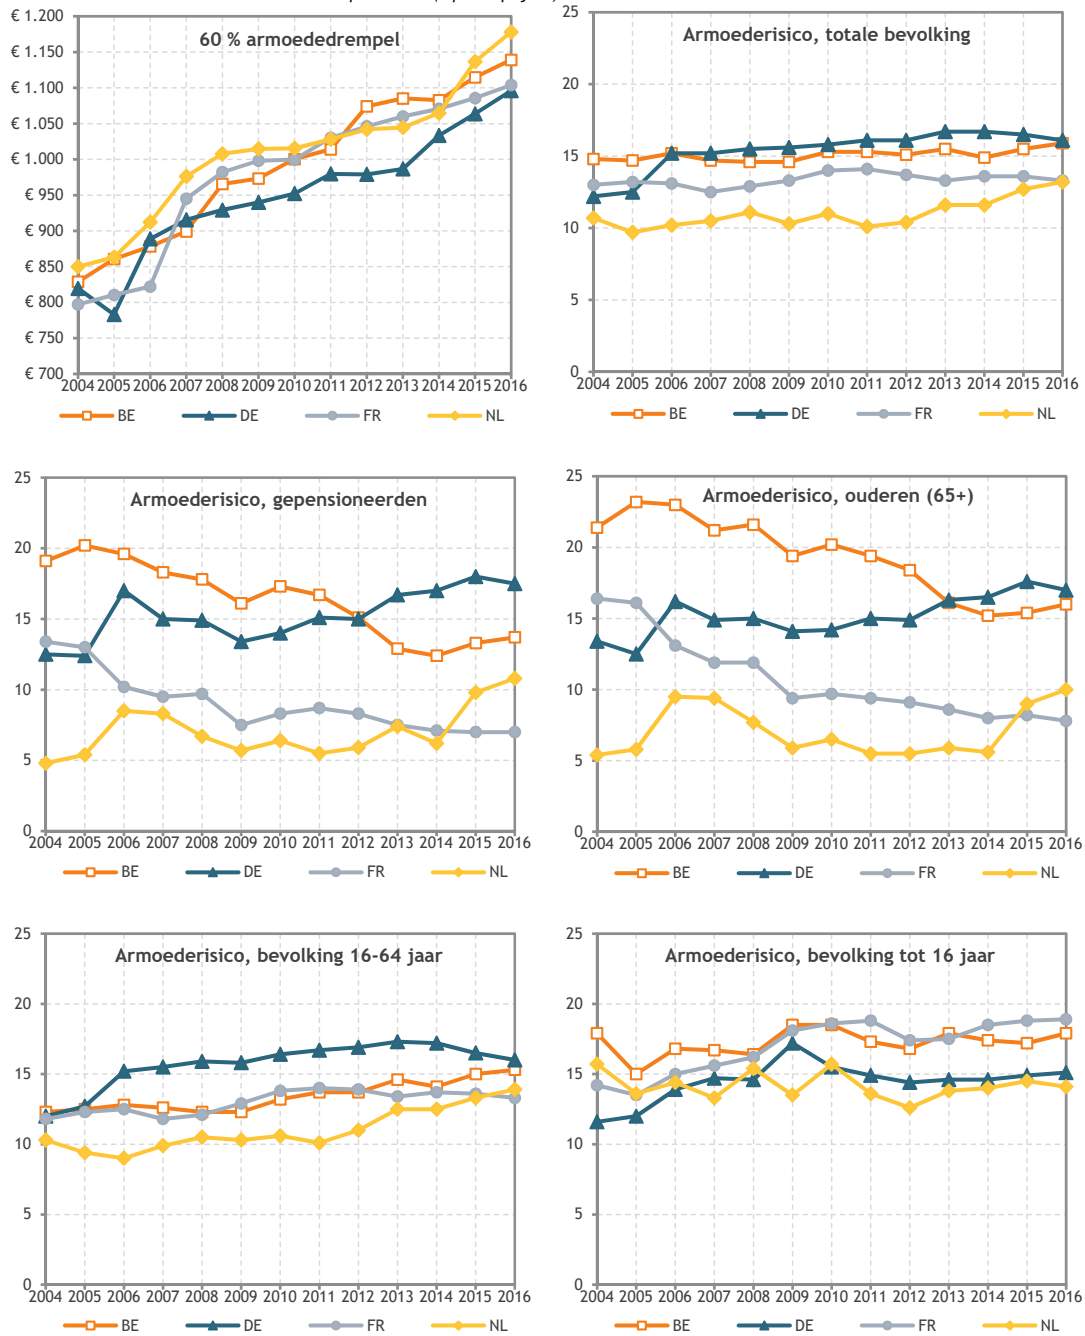 60 % armoededrempel
€ 1.200
€ 1.150
€ 1.100
€ 1.050
€ 1.000
€ 950
€ 900
€ 850
€ 800
€ 750
€ 700
2004 2005 2006 2007 2008 2009 2010 2011 2012 2013 2014 2015 2016
BE DE FR NL
Armoederisico, totale bevolking
25
20
15
10
5
0
2004 2005 2006 2007 2008 2009 2010 2011 2012 2013 2014 2015 2016
BE DE FR NL
Armoederisico, gepensioneerden
25
20
15
10
5
0
2004 2005 2006 2007 2008 2009 2010 2011 2012 2013 2014 2015 2016
BE DE FR NL
Armoederisico, ouderen (65+)
25
20
15
10
5
0
2004 2005 2006 2007 2008 2009 2010 2011 2012 2013 2014 2015 2016
BE DE FR NL
Armoederisico, bevolking 16-64 jaar
25
20
15
10
5
0
2004 2005 2006 2007 2008 2009 2010 2011 2012 2013 2014 2015 2016
BE DE FR NL
Armoederisico, bevolking tot 16 jaar
25
20
15
10
5
0
2004 2005 2006 2007 2008 2009 2010 2011 2012 2013 2014 2015 2016
BE DE FR NL